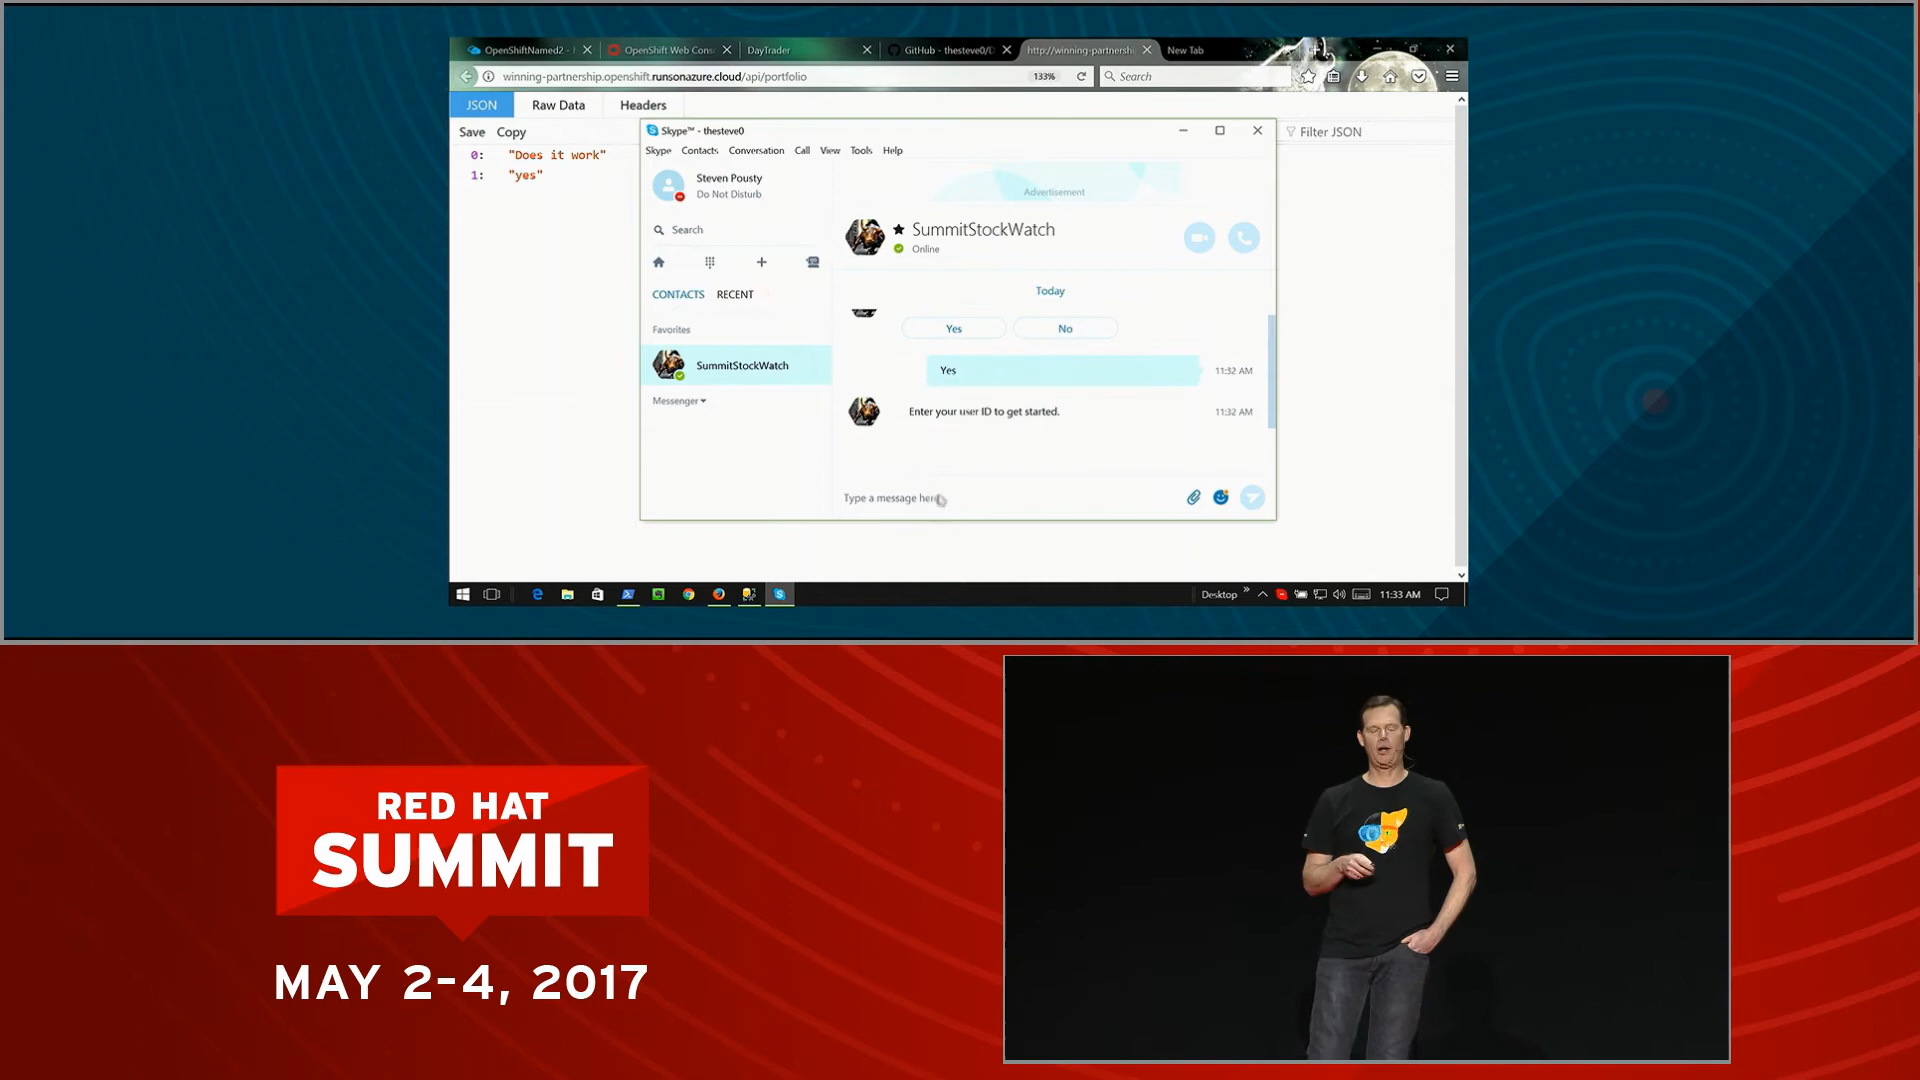 OpenShiftNamed2 -
OpenShift Web Cons
DayTrader
GitHub - thesteve0/D
http://winning-partnershi
New Tab
winning-partnership.openshift.runsonazure.cloud/api/portfolio
133%
Search
JSON
Raw Data
Headers
Save
Copy
Filter JSON
0: "Does it work"
1: "yes"
Skype™ - thesteve0
Skype Contacts Conversation Call View Tools Help
Steven Pousty
Do Not Disturb
Advertisement
Search
SummitStockWatch
Online
CONTACTS RECENT
Today
Favorites
Yes
No
SummitStockWatch
Yes
11:32 AM
Messenger
Enter your user ID to get started.
11:32 AM
Type a message here
Desktop
11:33 AM
RED HAT
SUMMIT
MAY 2-4, 2017